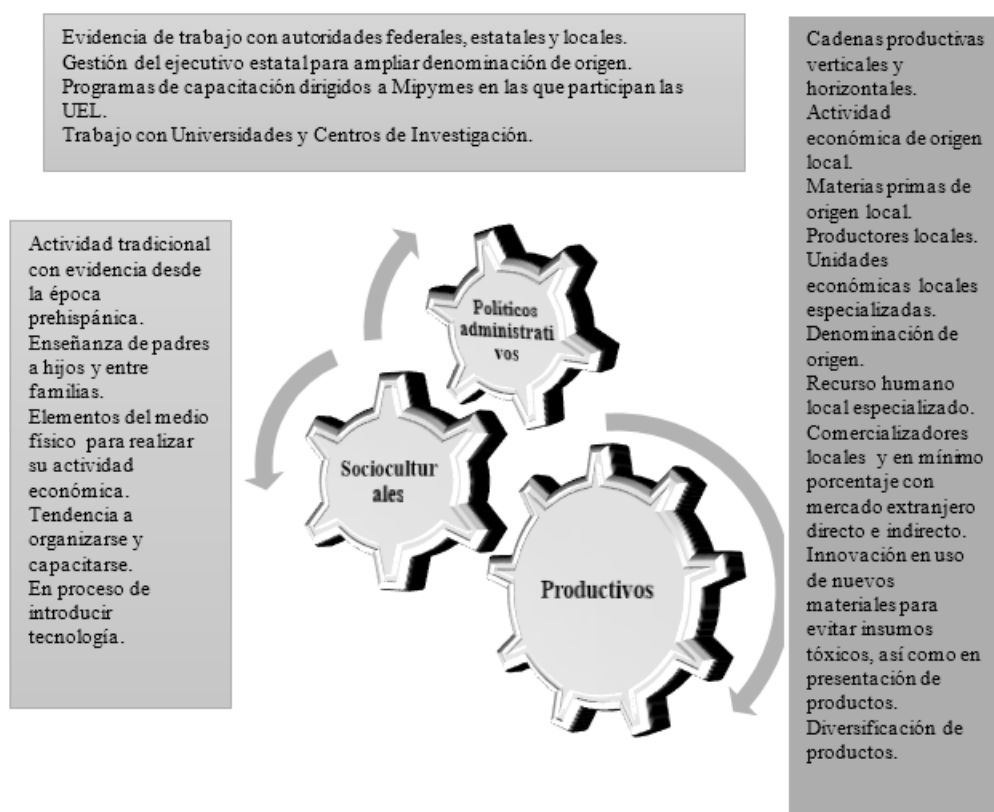 Evidencia de trabajo con autoridades federales, estatales y locales.
Gestión del ejecutivo estatal para ampliar denominación de origen.
Programas de capacitación dirigidos a Mipymes en las que participan las
UEL.
Trabajo con Universidades y Centros de Investigación.
Actividad tradicional
con evidencia desde
la época
prehispánica.
Enseñanza de padres
a hijos y entre
familias.
Elementos del medio
físico para realizar
su actividad
económica.
Tendencia a
organizarse y
capacitarse.
En proceso de
introducir
tecnología.
Políticos
administrati
vos
Sociocultur
ales
Productivos
Cadenas productivas
verticales y
horizontales.
Actividad
económica de origen
local.
Materias primas de
origen local.
Productores locales.
Unidades
económicas locales
especializadas.
Denominación de
origen.
Recurso humano
local especializado.
Comercializadores
locales y en mínimo
porcentaje con
mercado extranjero
directo e indirecto.
Innovación en uso
de nuevos
materiales para
evitar insumos
tóxicos, así como en
presentación de
productos.
Diversificación de
productos.